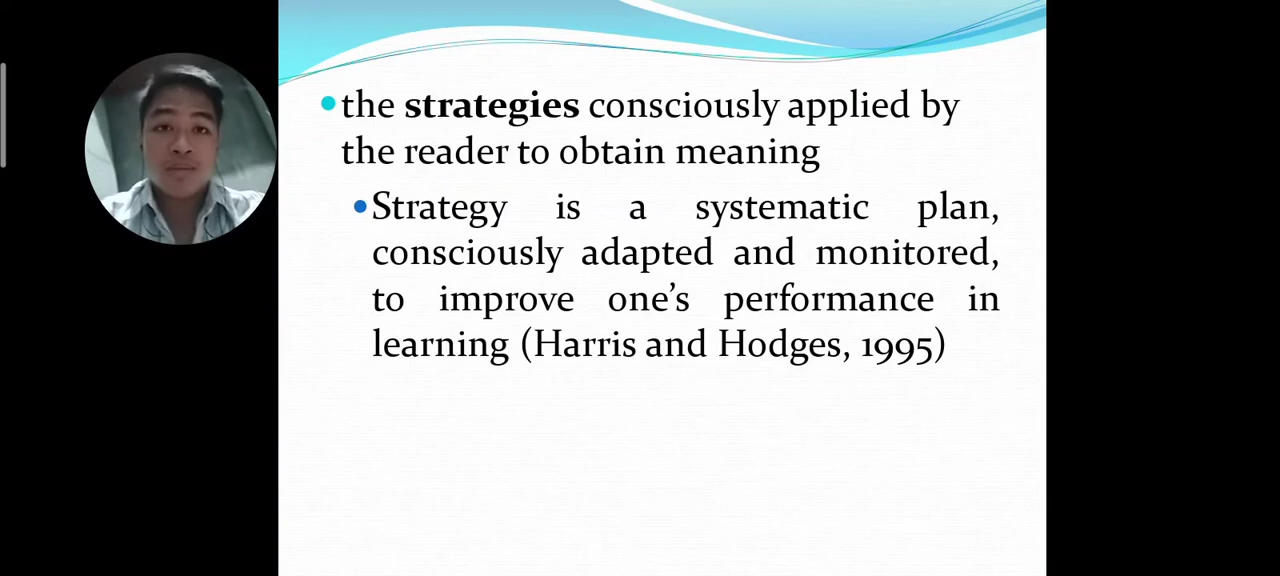 the strategies consciously applied by
the reader to obtain meaning
Strategy is a systematic plan,
consciously adapted and monitored,
to improve one’s performance in
learning (Harris and Hodges, 1995)